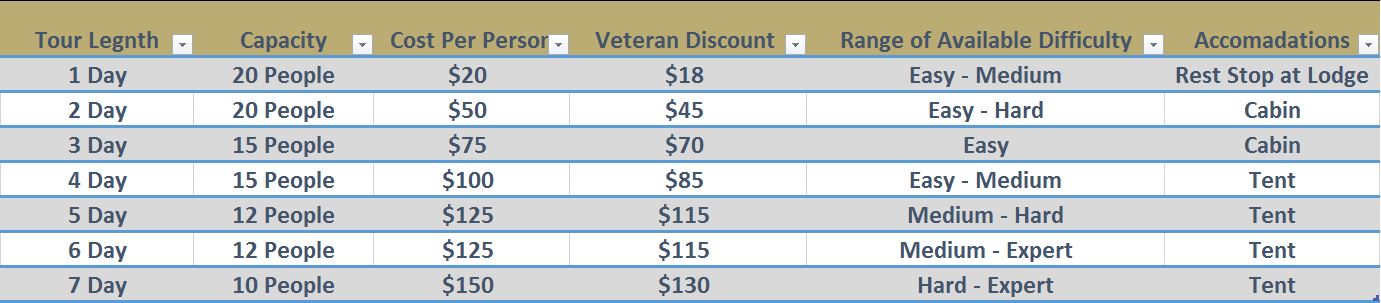 Tour Legnth Capacity Cost Per Person Veteran Discount Range of Available Difficulty Accomadations
1 Day 20 People $20 $18 Easy - Medium Rest Stop at Lodge
2 Day 20 People $50 $45 Easy - Hard Cabin
3 Day 15 People $75 $70 Easy Cabin
4 Day 15 People $100 $85 Easy - Medium Tent
5 Day 12 People $125 $115 Medium - Hard Tent
6 Day 12 People $125 $115 Medium - Expert Tent
7 Day 10 People $150 $130 Hard - Expert Tent